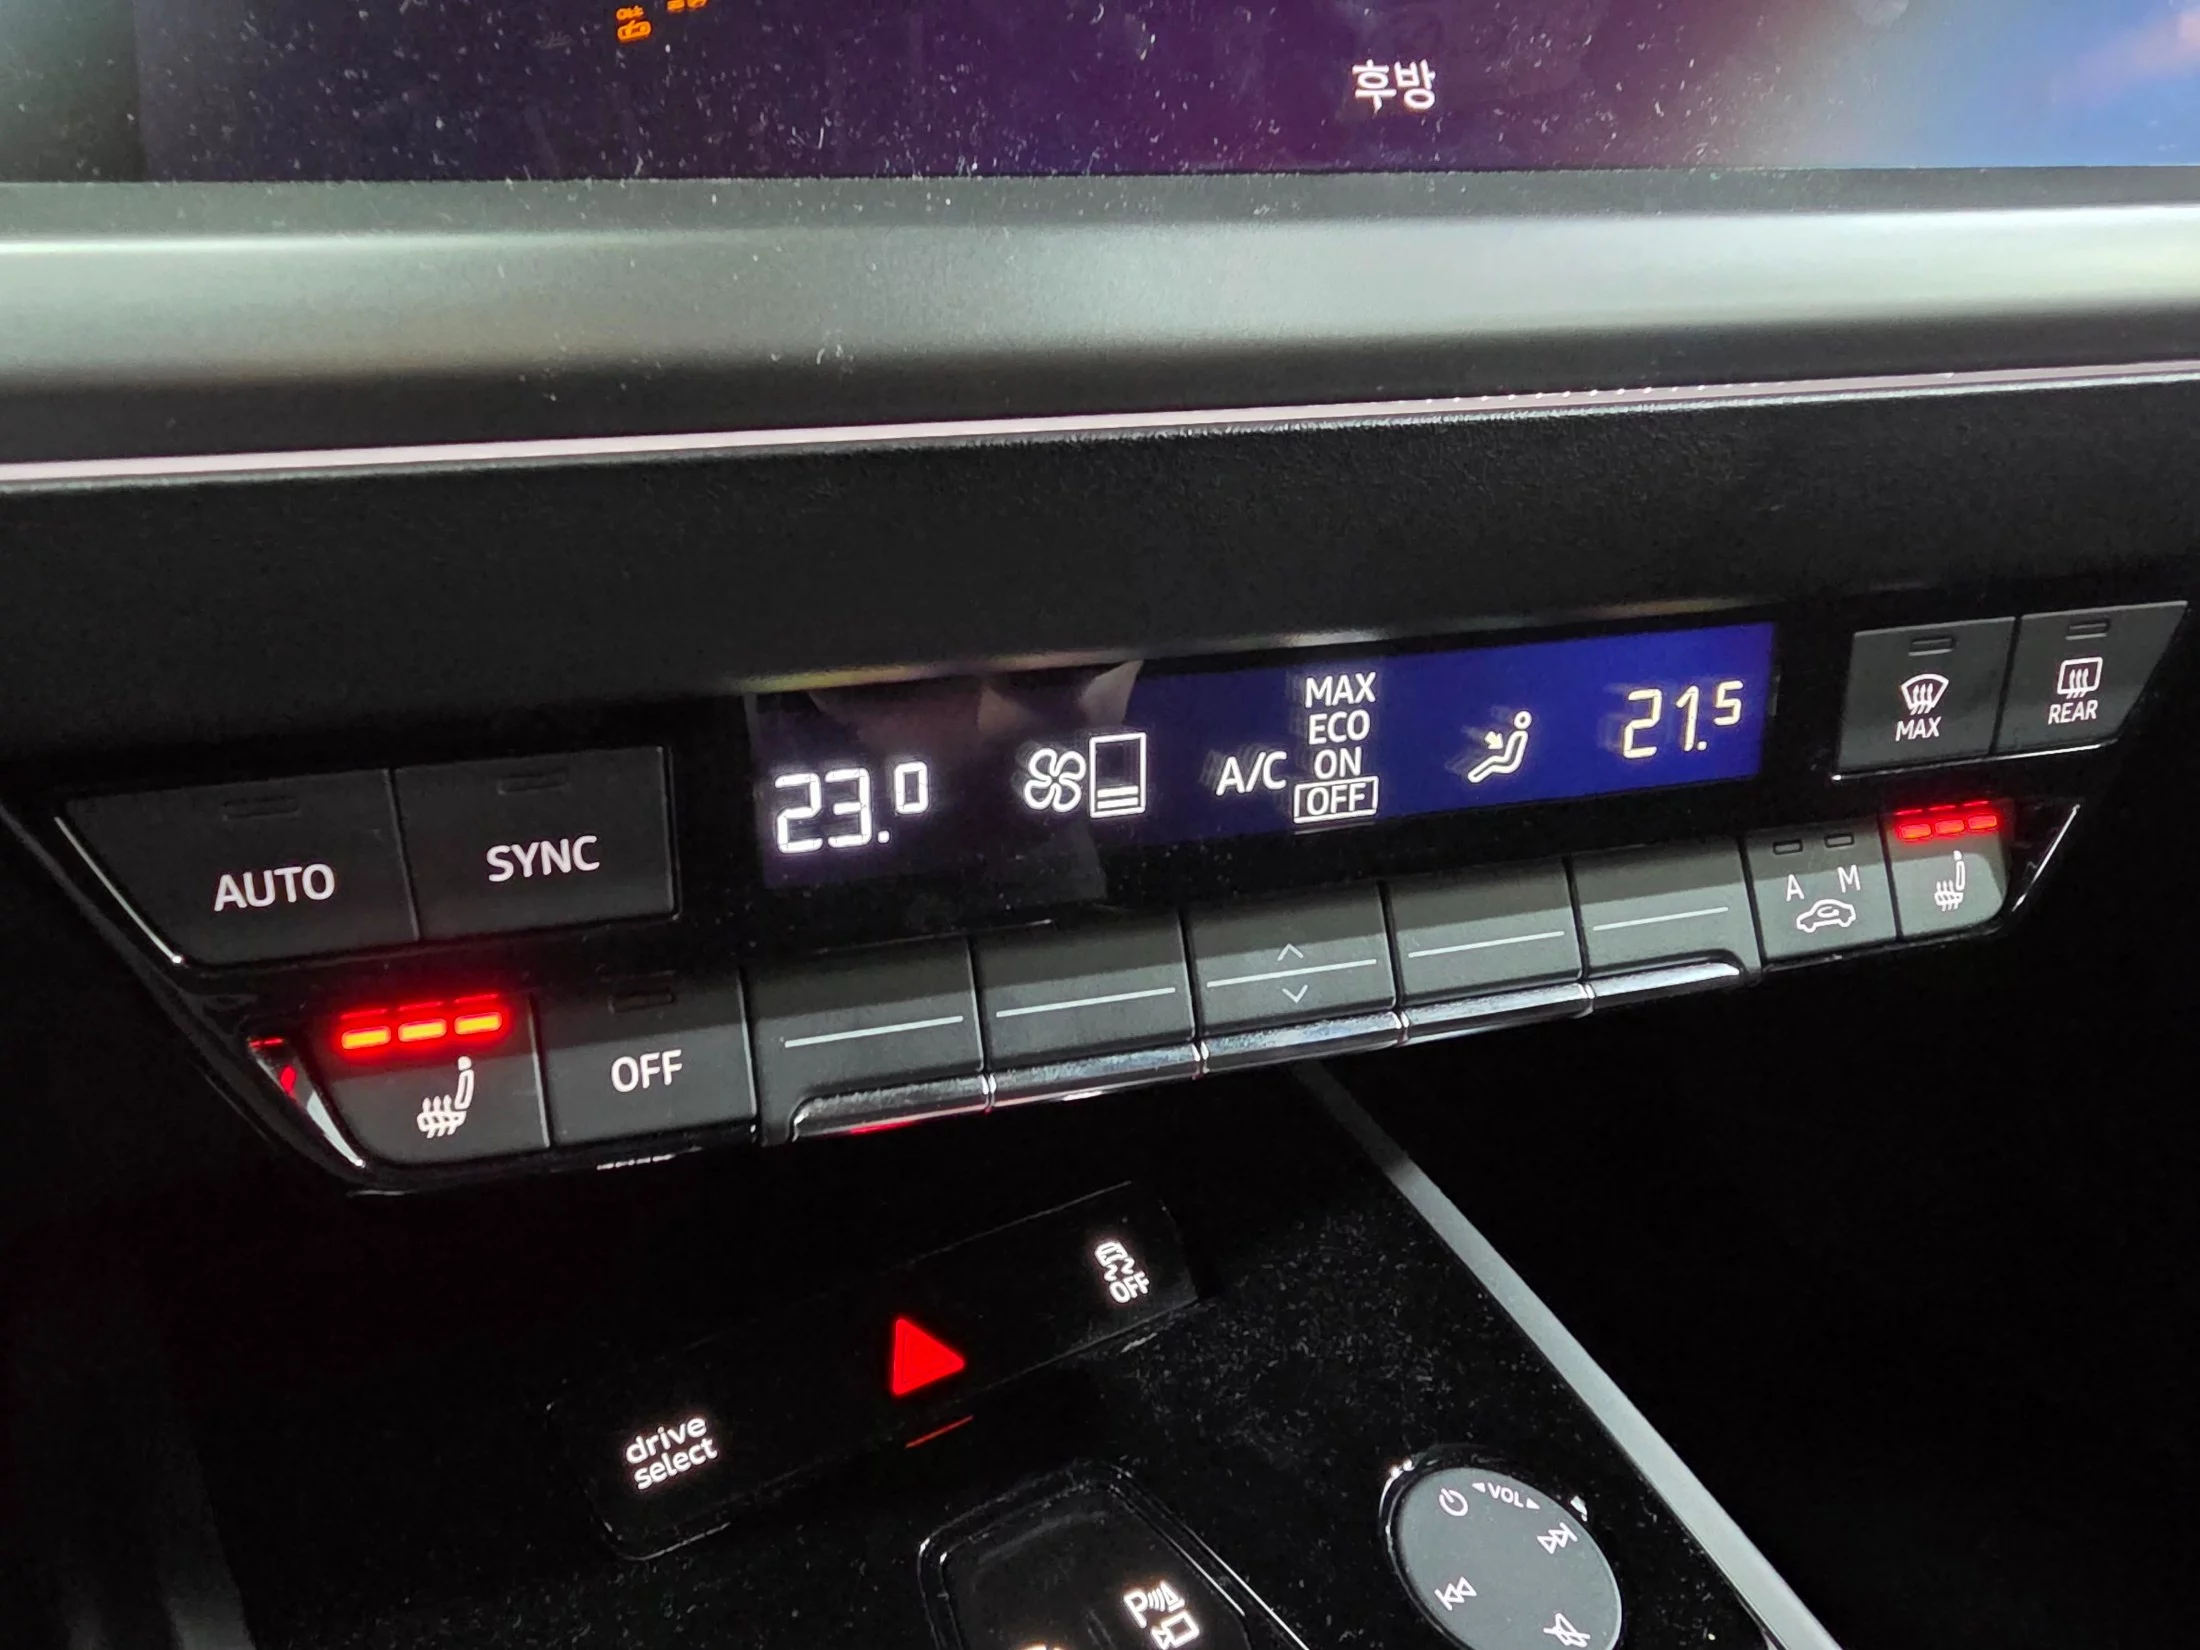 후방
MAX
ECO
A/C ON
OFF
23.0
21.5
MAX
REAR
AUTO
SYNC
A M
OFF
OFF
drive
select
VOL
P